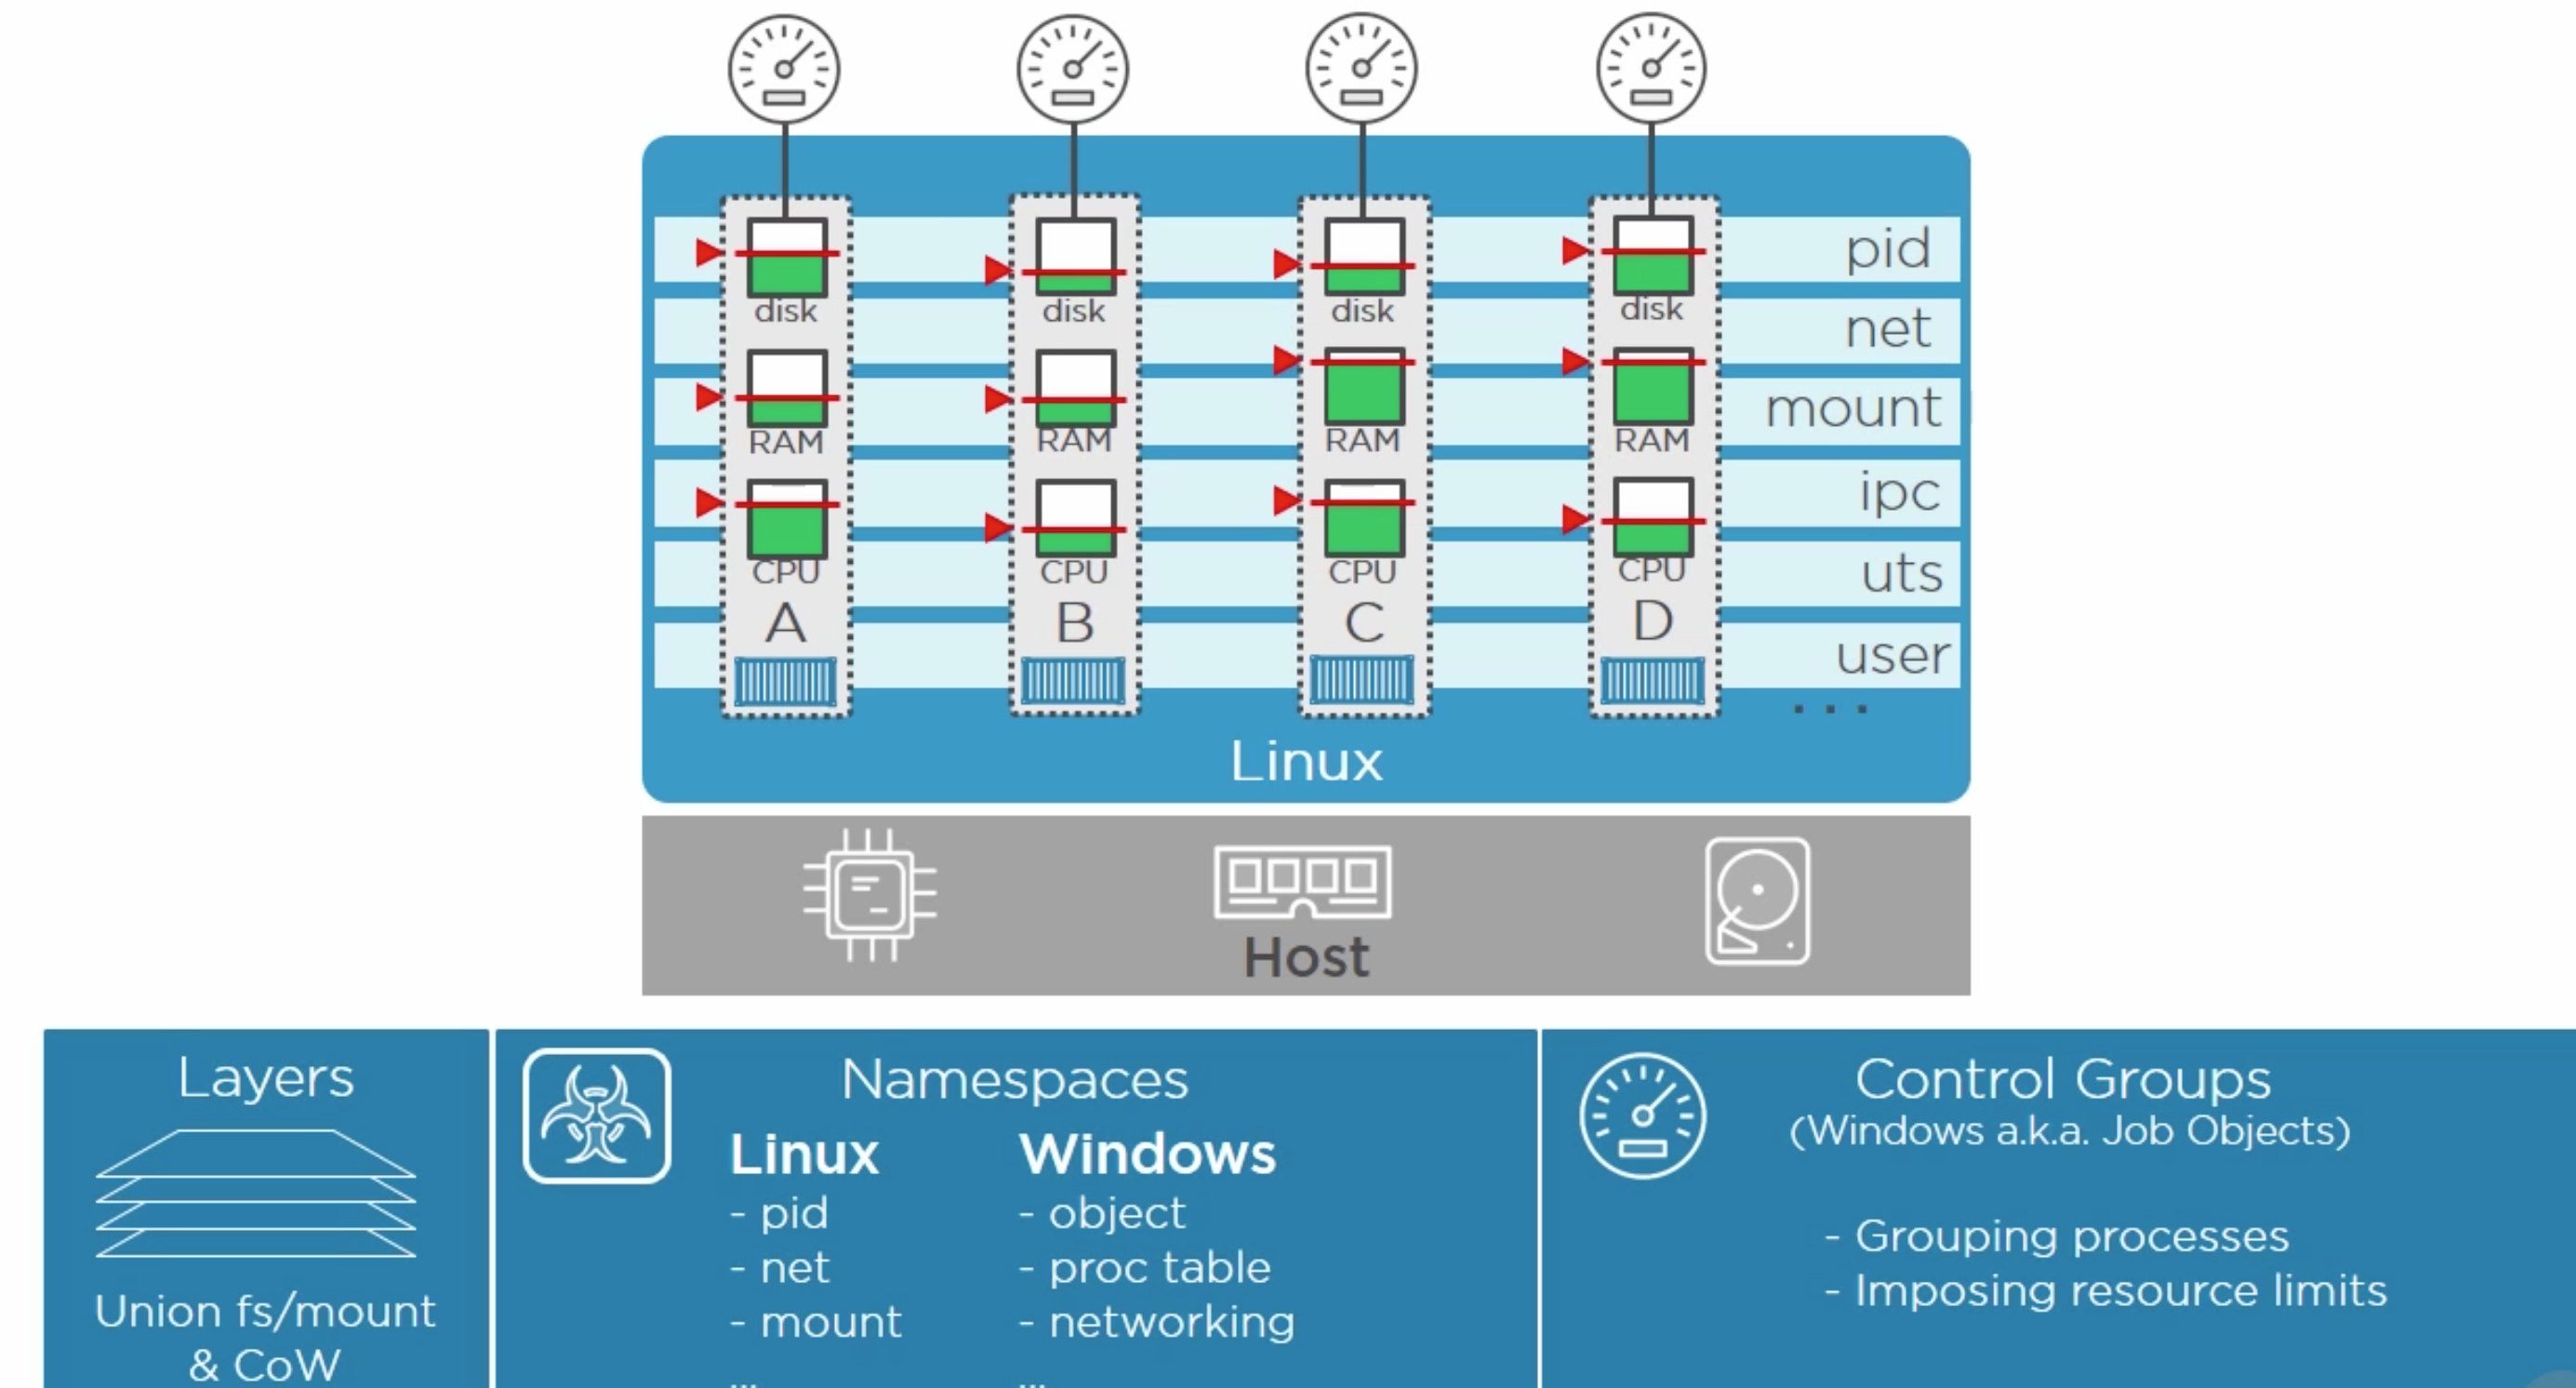 pid
disk disk disk disk
net
mount
RAM RAM RAM RAM
ipc
CPU CPU CPU CPU
uts
A B C D
user
...
Linux
Host
Layers
Union fs/mount
& CoW
Namespaces
Linux
- pid
- net
- mount
...
Windows
- object
- proc table
- networking
...
Control Groups
(Windows a.k.a. Job Objects)
- Grouping processes
- Imposing resource limits